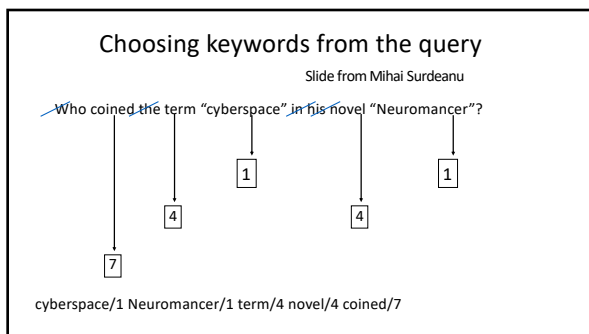 Choosing keywords from the query
Slide from Mihai Surdeanu
Who coined the term “cyberspace” in his novel “Neuromancer”?
1
1
4
4
7
cyberspace/1 Neuromancer/1 term/4 novel/4 coined/7